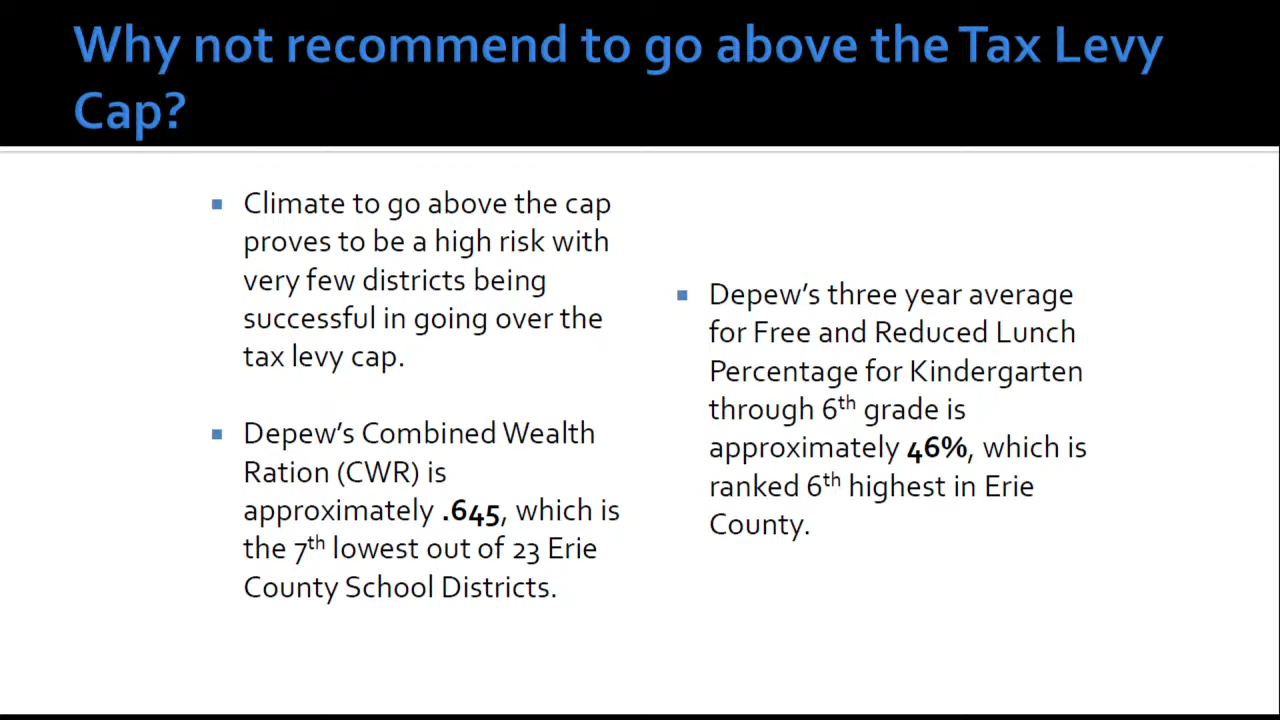 Why not recommend to go above the Tax Levy
Cap?
▪ Climate to go above the cap
proves to be a high risk with
very few districts being
successful in going over the
tax levy cap.
▪ Depew’s Combined Wealth
Ration (CWR) is
approximately .645, which is
the 7th lowest out of 23 Erie
County School Districts.
▪ Depew’s three year average
for Free and Reduced Lunch
Percentage for Kindergarten
through 6th grade is
approximately 46%, which is
ranked 6th highest in Erie
County.